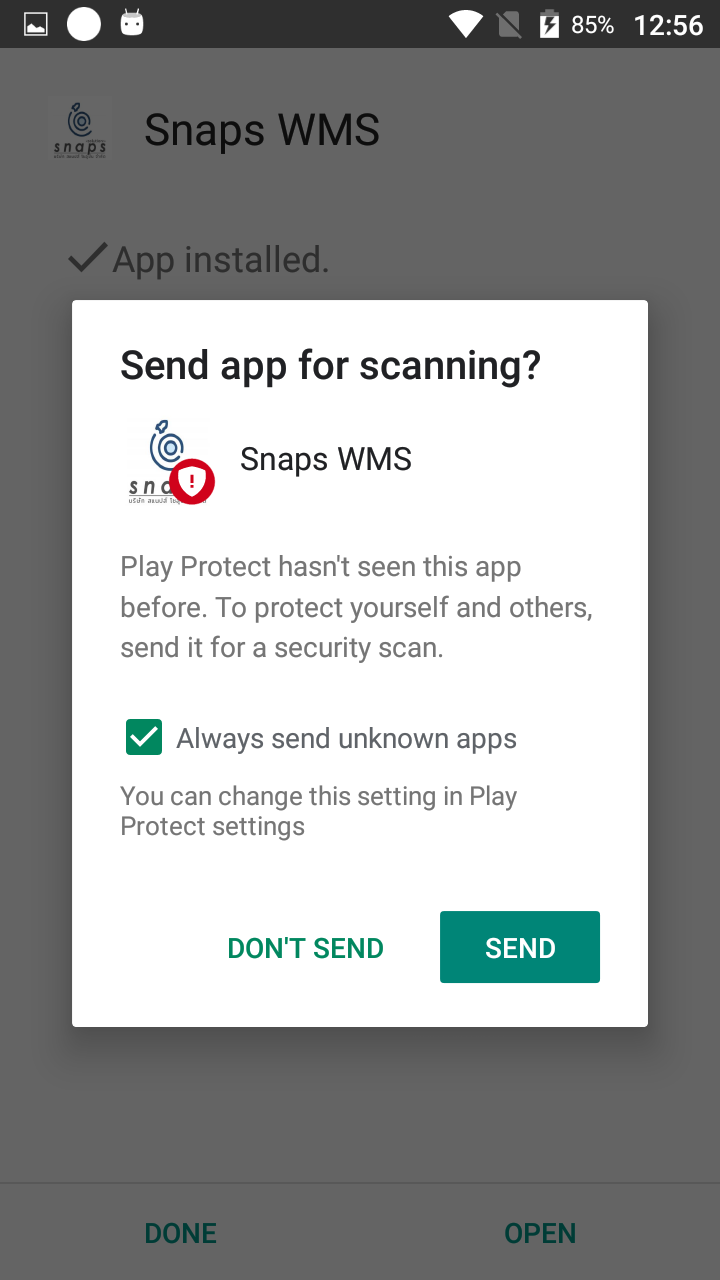 85% 12:56
snaps
Snaps WMS
App installed.
Send app for scanning?
Snaps WMS
Play Protect hasn't seen this app
before. To protect yourself and others,
send it for a security scan.
Always send unknown apps
You can change this setting in Play
Protect settings
DON'T SEND
SEND
DONE
OPEN